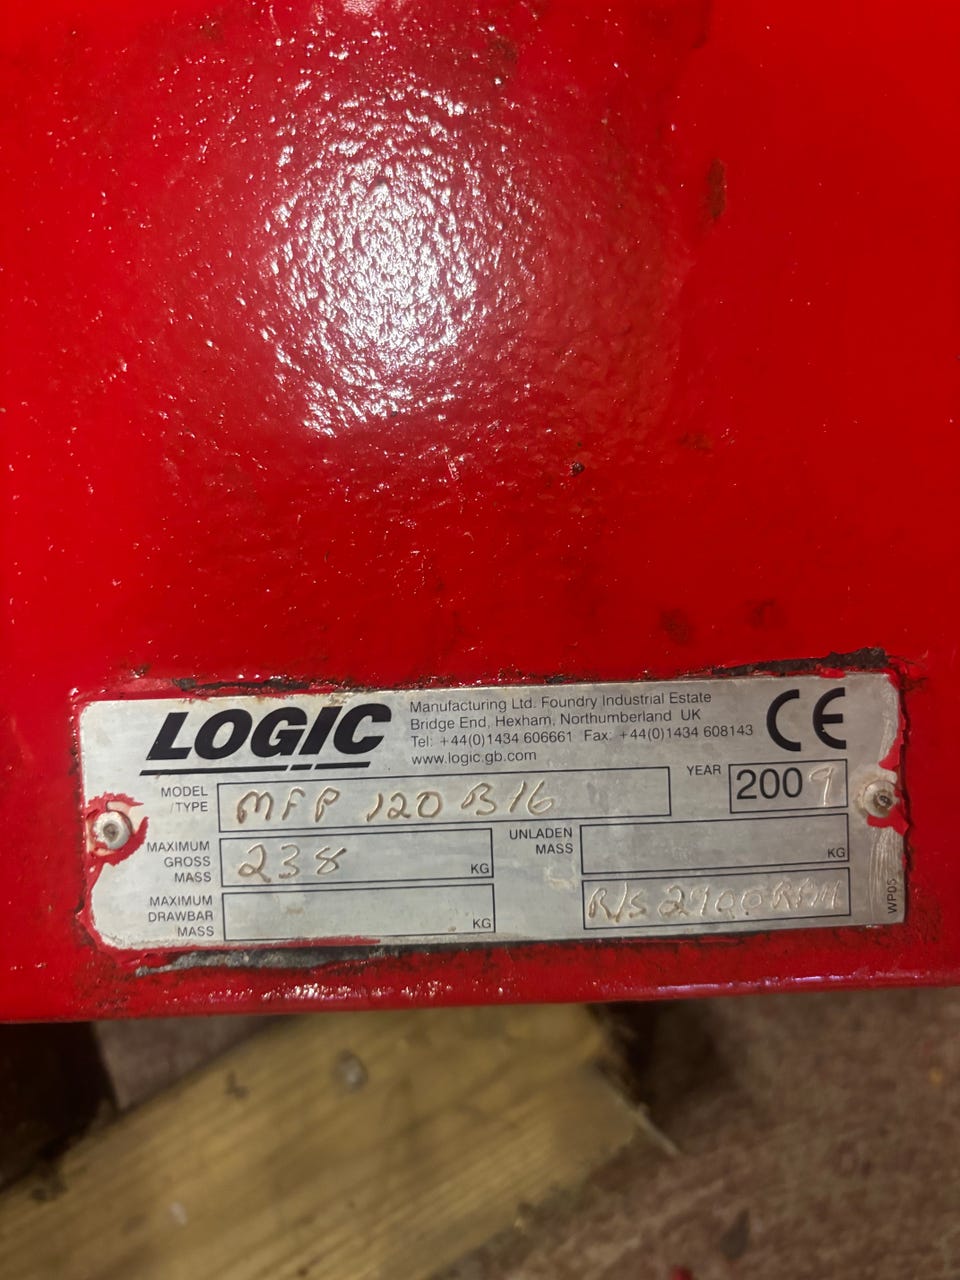 LOGIC
Manufacturing Ltd. Foundry Industrial Estate
Bridge End, Hexham, Northumberland UK
Tel: +44(0)1434 606661 Fax: +44(0)1434 608143
www.logic.gb.com
CE
MODEL
/TYPE
MFP 120 B16
YEAR
2009
MAXIMUM
GROSS
MASS
238
KG
UNLADEN
MASS
KG
MAXIMUM
DRAWBAR
MASS
KG
R/S 2900RPM
WP05